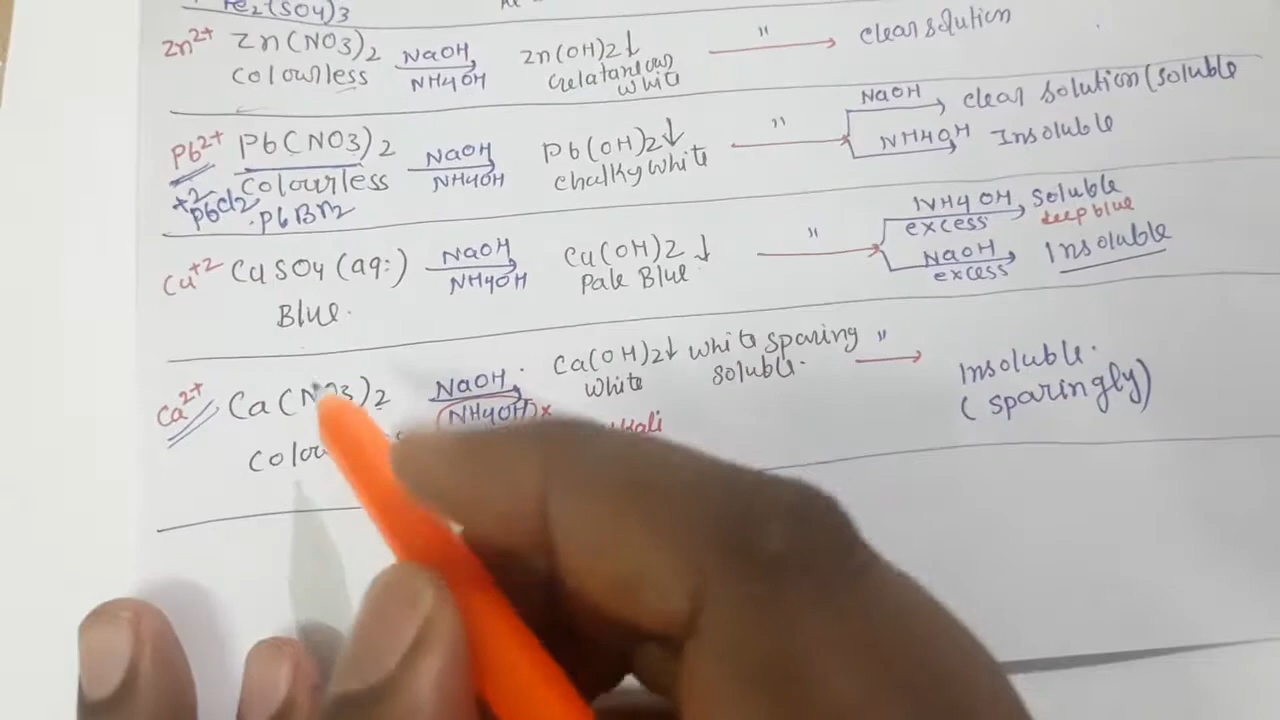 Fe2(SO4)3
Zn2+ Zn(NO3)2 NaOH Zn(OH)2↓ " clear solution
colourless NH4OH Gelataneous
white
Pb2+ Pb(NO3)2 NaOH Pb(OH)2↓ " NaOH clear solution (soluble
colourless NH4OH chalky white NH4OH Insoluble
+2 PbCl2 . PbBr2
Cu+2 CuSO4(aq:) NaOH Cu(OH)2↓ " NH4OH excess soluble
deep blue
Blue. NH4OH Pale Blue NaOH excess Insoluble
Ca2+ Ca(NO3)2 NaOH. Ca(OH)2↓ white sparing " Insoluble.
NH4OH x white soluble. (sparingly)